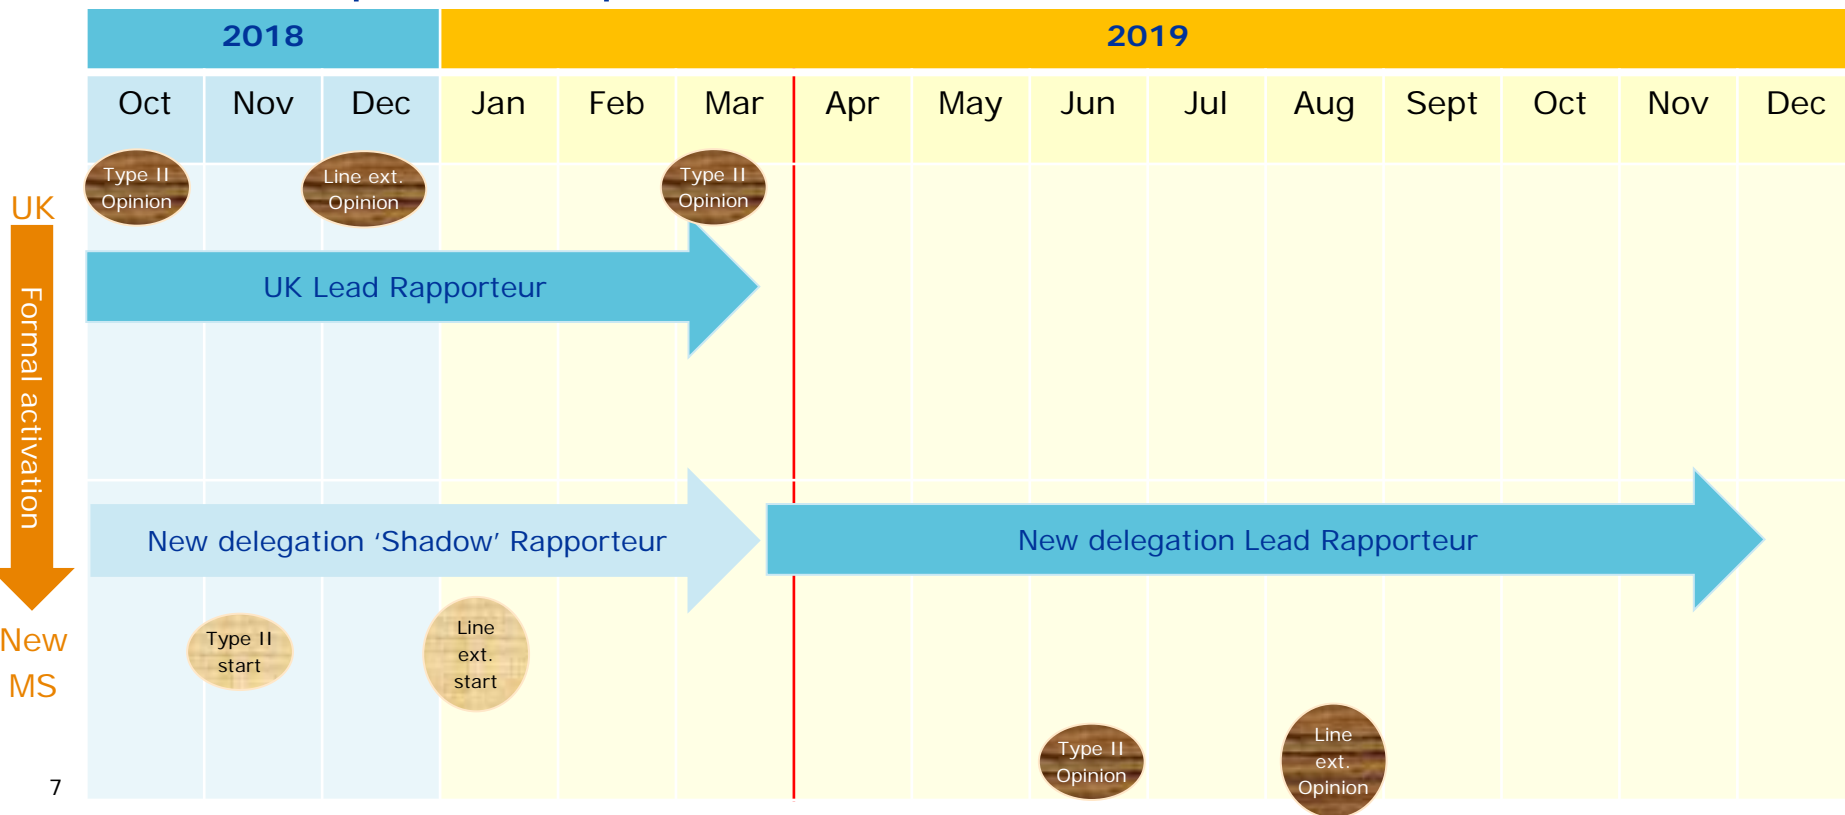 2018
2019
Oct
Nov
Dec
Jan
Feb
Mar
Apr
May
Jun
Jul
Aug
Sept
Oct
Nov
Dec
Type II
Opinion
Line ext.
Opinion
Type II
Opinion
UK
Formal activation
UK Lead Rapporteur
New delegation ‘Shadow’ Rapporteur
New delegation Lead Rapporteur
New
MS
Type II
start
Line
ext.
start
Type II
Opinion
Line
ext.
Opinion
7